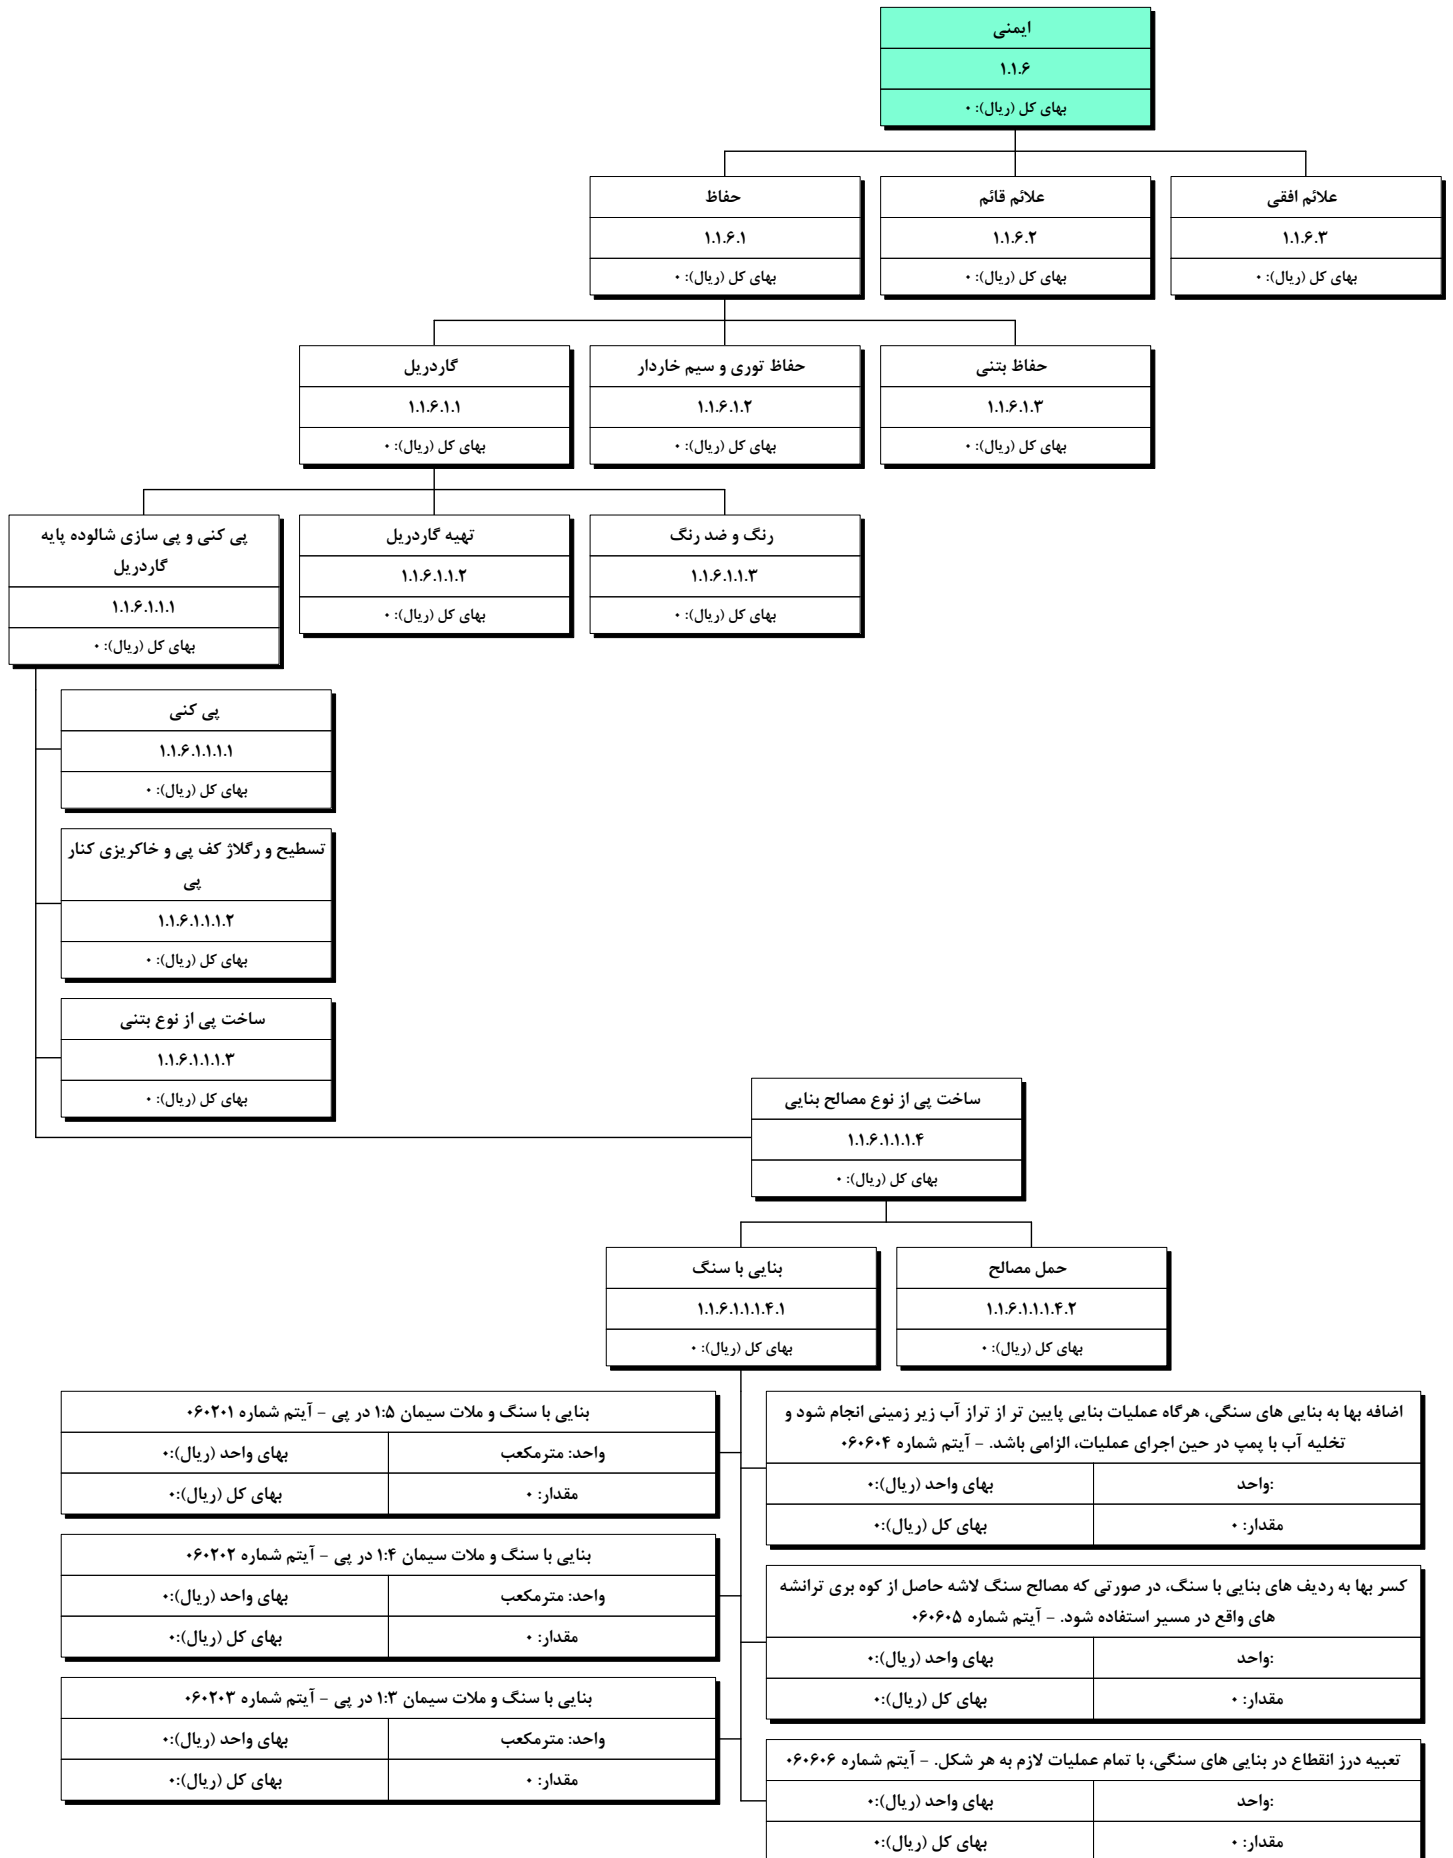 ایمنی
۱.۱.۶
بهای کل (ریال): ۰
علائم افقی
۱.۱.۶.۳
بهای کل (ریال): ۰
علائم قائم
۱.۱.۶.۲
بهای کل (ریال): ۰
حفاظ
۱.۱.۶.۱
بهای کل (ریال): ۰
حفاظ بتنی
۱.۱.۶.۱.۳
بهای کل (ریال): ۰
حفاظ توری و سیم خاردار
۱.۱.۶.۱.۲
بهای کل (ریال): ۰
گاردریل
۱.۱.۶.۱.۱
بهای کل (ریال): ۰
رنگ و ضد رنگ
۱.۱.۶.۱.۱.۳
بهای کل (ریال): ۰
تهیه گاردریل
۱.۱.۶.۱.۱.۲
بهای کل (ریال): ۰
پی کنی و پی سازی شالوده پایه
گاردریل
۱.۱.۶.۱.۱.۱
بهای کل (ریال): ۰
پی کنی
۱.۱.۶.۱.۱.۱.۱
بهای کل (ریال): ۰
تسطیح و رگلاژ کف پی و خاکریزی کنار
پی
۱.۱.۶.۱.۱.۱.۲
بهای کل (ریال): ۰
ساخت پی از نوع بتنی
۱.۱.۶.۱.۱.۱.۳
بهای کل (ریال): ۰
ساخت پی از نوع مصالح بنایی
۱.۱.۶.۱.۱.۱.۴
بهای کل (ریال): ۰
حمل مصالح
۱.۱.۶.۱.۱.۱.۴.۲
بهای کل (ریال): ۰
بنایی با سنگ
۱.۱.۶.۱.۱.۱.۴.۱
بهای کل (ریال): ۰
اضافه بها به بنایی های سنگی، هرگاه عملیات بنایی پایین تر از تراز آب زیر زمینی انجام شود و
تخلیه آب با پمپ در حین اجرای عملیات، الزامی باشد. - آیتم شماره ۰۶۰۶۰۴
واحد:
بهای واحد (ریال):۰
مقدار: ۰
بهای کل (ریال):۰
کسر بها به ردیف های بنایی با سنگ، در صورتی که مصالح سنگ لاشه حاصل از کوه بری ترانشه
های واقع در مسیر استفاده شود. - آیتم شماره ۰۶۰۶۰۵
واحد:
بهای واحد (ریال):۰
مقدار: ۰
بهای کل (ریال):۰
تعبیه درز انقطاع در بنایی های سنگی، با تمام عملیات لازم به هر شکل. - آیتم شماره ۰۶۰۶۰۶
واحد:
بهای واحد (ریال):۰
مقدار: ۰
بهای کل (ریال):۰
بنایی با سنگ و ملات سیمان ۱:۵ در پی - آیتم شماره ۰۶۰۲۰۱
واحد: مترمکعب
بهای واحد (ریال):۰
مقدار: ۰
بهای کل (ریال):۰
بنایی با سنگ و ملات سیمان ۱:۴ در پی - آیتم شماره ۰۶۰۲۰۲
واحد: مترمکعب
بهای واحد (ریال):۰
مقدار: ۰
بهای کل (ریال):۰
بنایی با سنگ و ملات سیمان ۱:۳ در پی - آیتم شماره ۰۶۰۲۰۳
واحد: مترمکعب
بهای واحد (ریال):۰
مقدار: ۰
بهای کل (ریال):۰